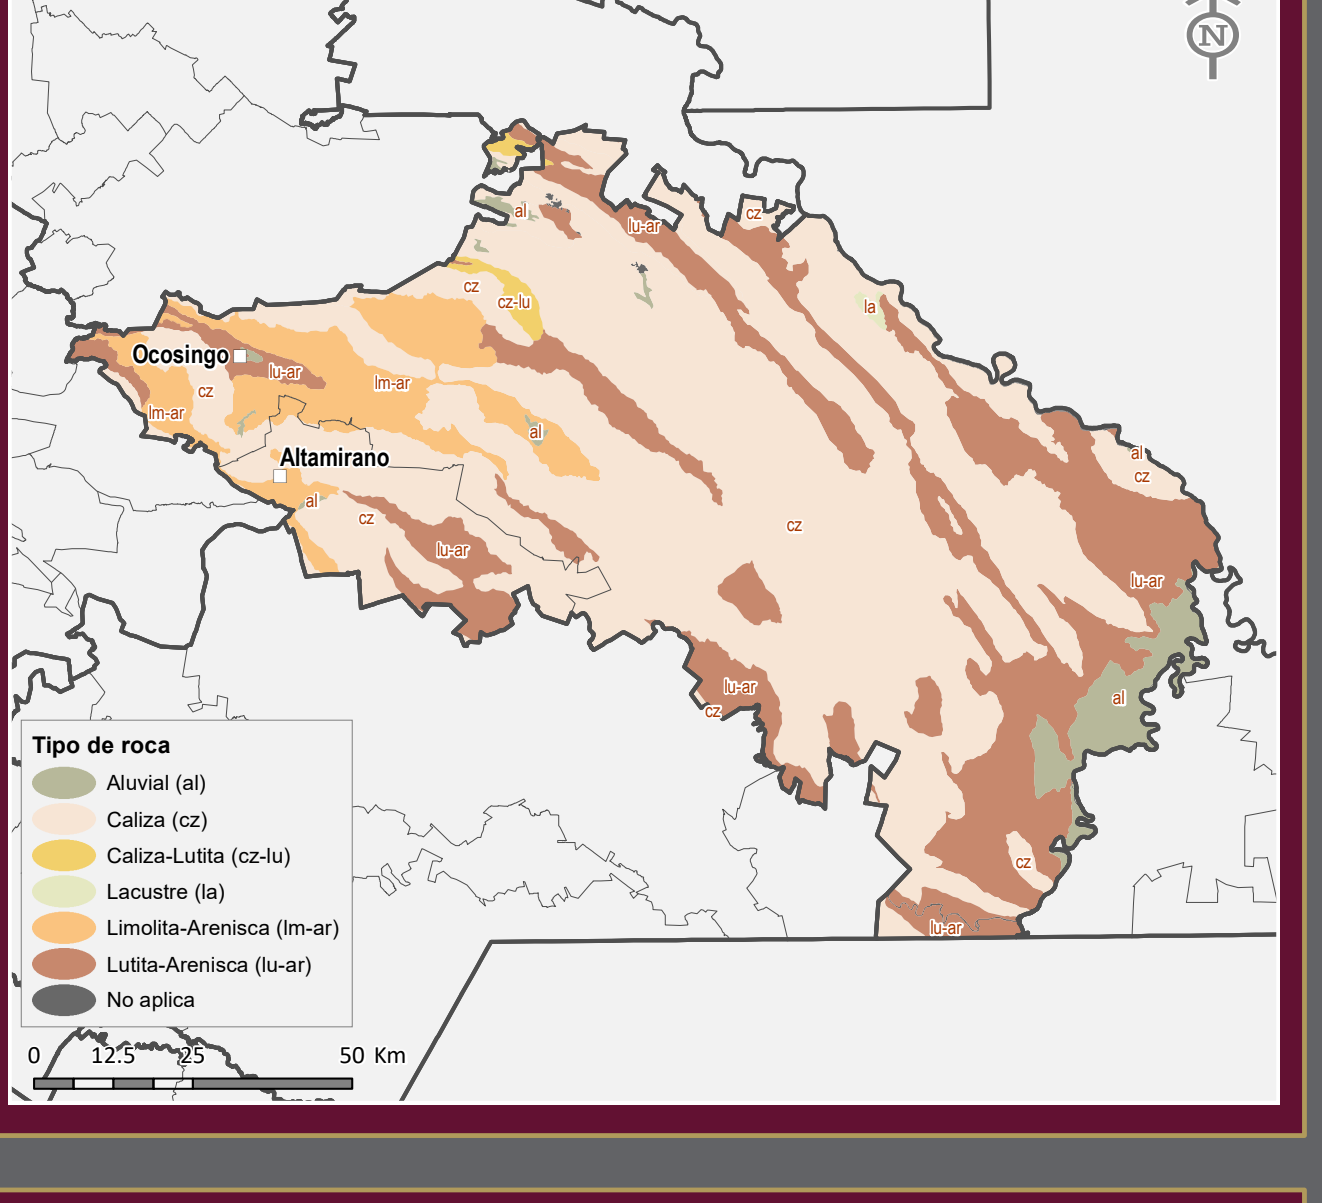 N
al
cz
lu-ar
cz
cz-lu
la
Ocosingo
lu-ar
cz
lm-ar
lm-ar
al
Altamirano
al
cz
al
cz
cz
lu-ar
lu-ar
lu-ar
cz
al
cz
lu-ar
Tipo de roca
Aluvial (al)
Caliza (cz)
Caliza-Lutita (cz-lu)
Lacustre (la)
Limolita-Arenisca (lm-ar)
Lutita-Arenisca (lu-ar)
No aplica
0 12.5 25 50 Km